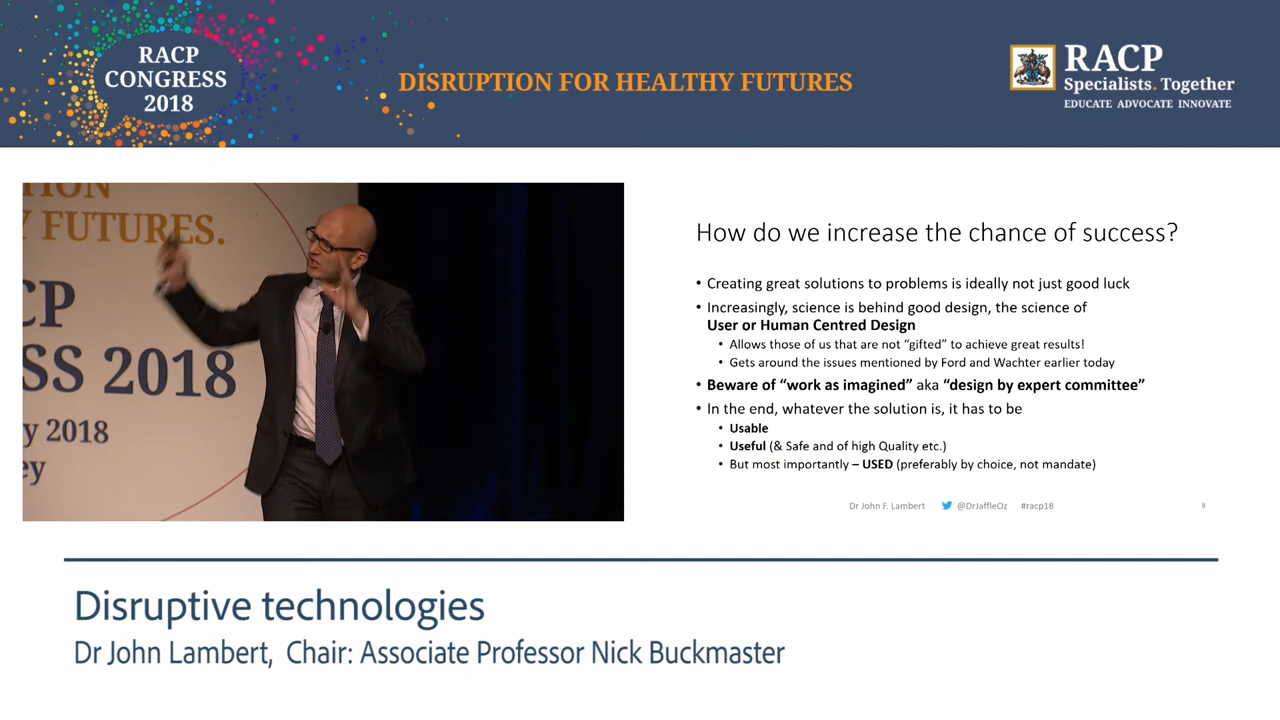 RACP
CONGRESS
2018
DISRUPTION FOR HEALTHY FUTURES
RACP
Specialists. Together
EDUCATE ADVOCATE INNOVATE
FUTURES.
2018
2018
How do we increase the chance of success?
• Creating great solutions to problems is ideally not just good luck
• Increasingly, science is behind good design, the science of
User or Human Centred Design
• Allows those of us that are not “gifted” to achieve great results!
• Gets around the issues mentioned by Ford and Wachter earlier today
• Beware of “work as imagined” aka “design by expert committee”
• In the end, whatever the solution is, it has to be
• Usable
• Useful (& Safe and of high Quality etc.)
• But most importantly – USED (preferably by choice, not mandate)
Dr John F. Lambert @DrJaffleOz #racp18 8
Disruptive technologies
Dr John Lambert, Chair: Associate Professor Nick Buckmaster